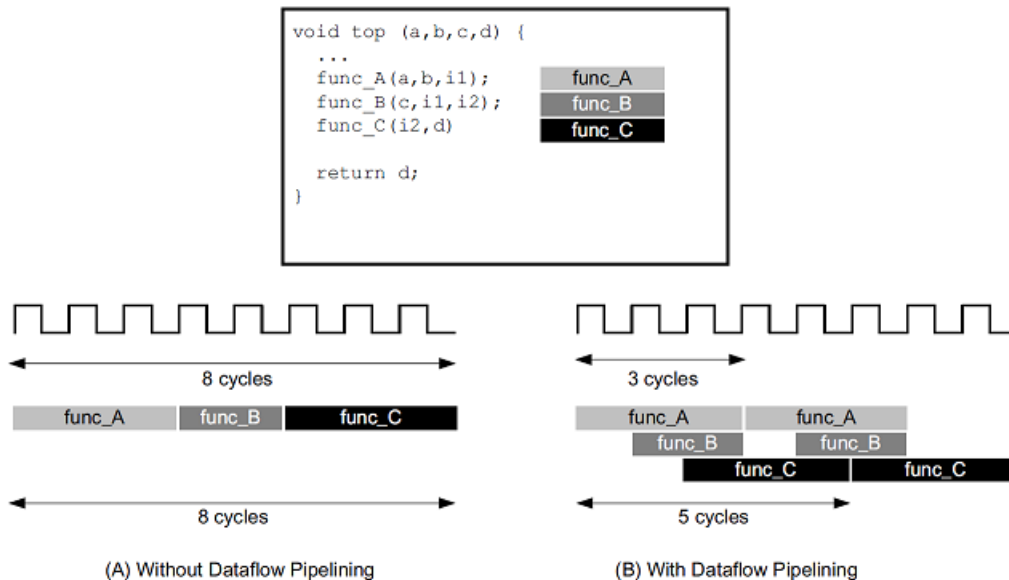 void top (a,b,c,d) {
...
func_A(a,b,i1);
func_B(c,i1,i2);
func_C(i2,d)
return d;
}
func_A
func_B
func_C
8 cycles
func_A func_B func_C
8 cycles
(A) Without Dataflow Pipelining
3 cycles
func_A func_A
func_B func_B
func_C func_C
5 cycles
(B) With Dataflow Pipelining